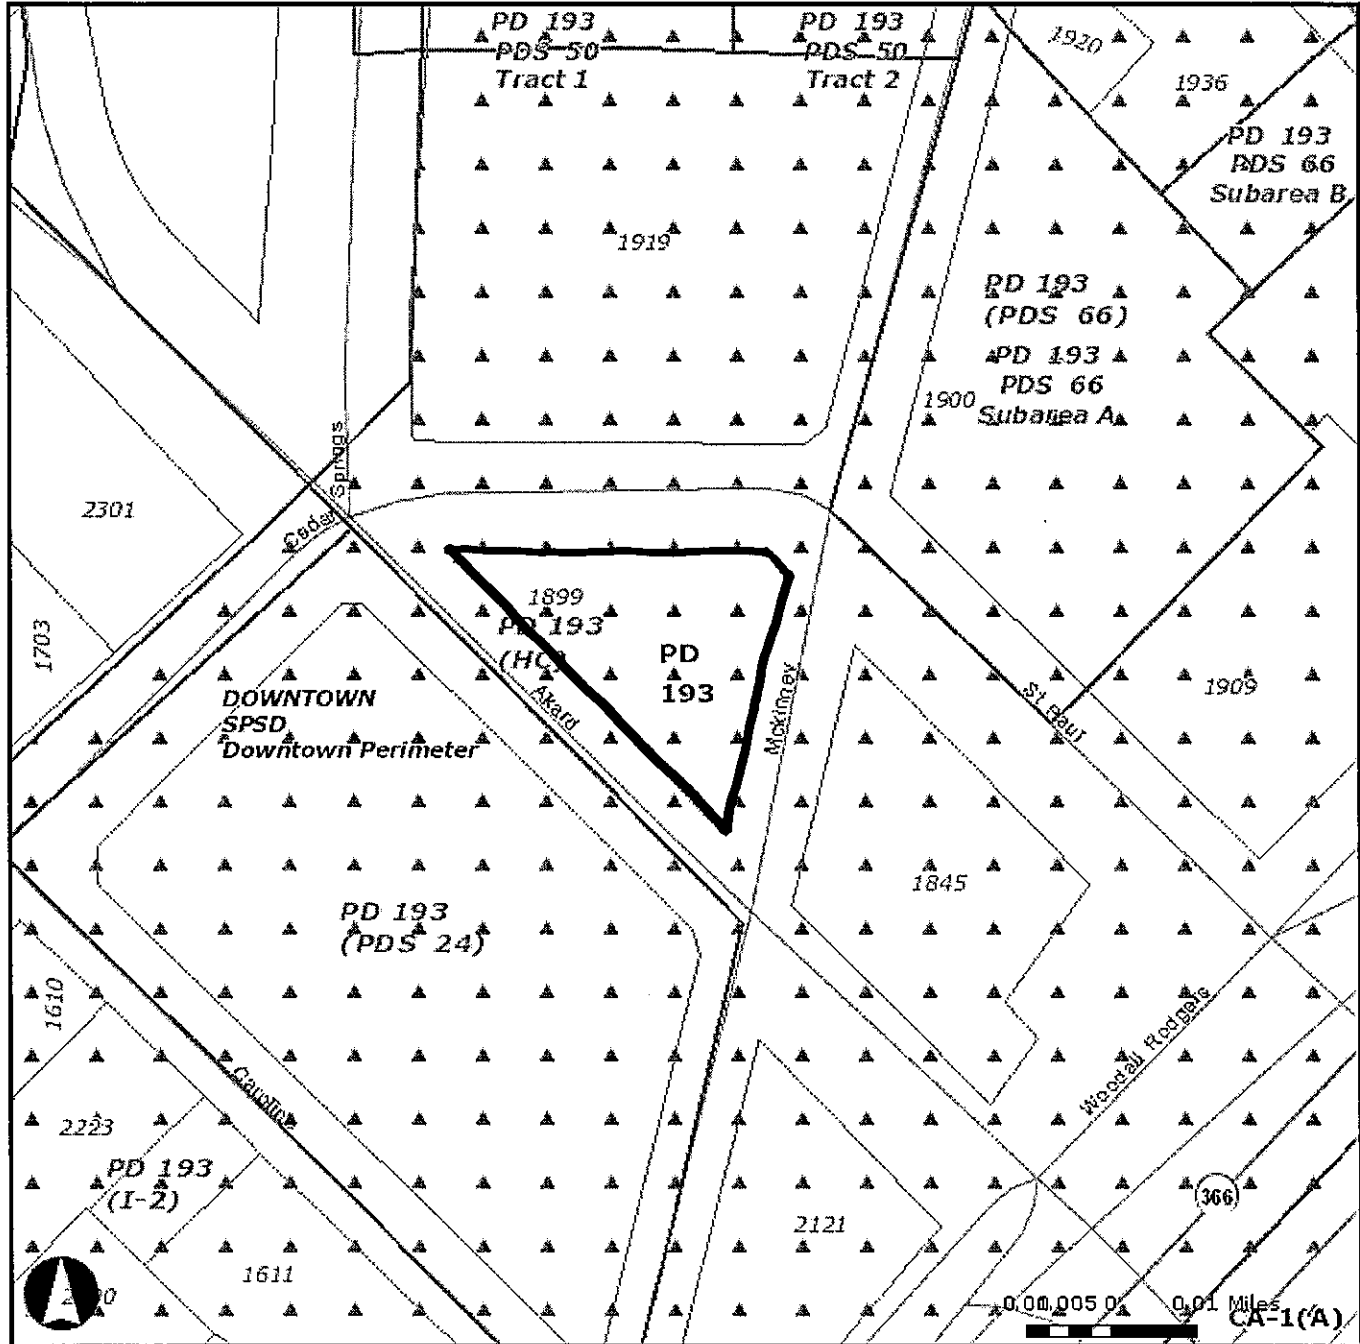 PD 193
PDS 50
Tract 1
PD 193
PDS 50
Tract 2
1920
1936
PD 193
PDS 66
Subarea B
1919
PD 193
(PDS 66)
PD 193
PDS 66
Subarea A
1900
Cedar Springs
2301
1899
PD 193
(HC)
PD
193
1703
Akard
Mckinney
St Paul
1909
DOWNTOWN
SPSD
Downtown Perimeter
1845
PD 193
(PDS 24)
1610
Woodall Rodgers
2223
PD 193
(I-2)
366
2121
1611
0.01 Miles
CA-1(A)